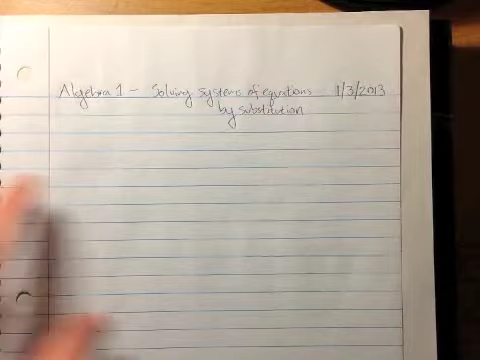 Algebra 1 - Solving systems of equations 1/3/2013
by substitution